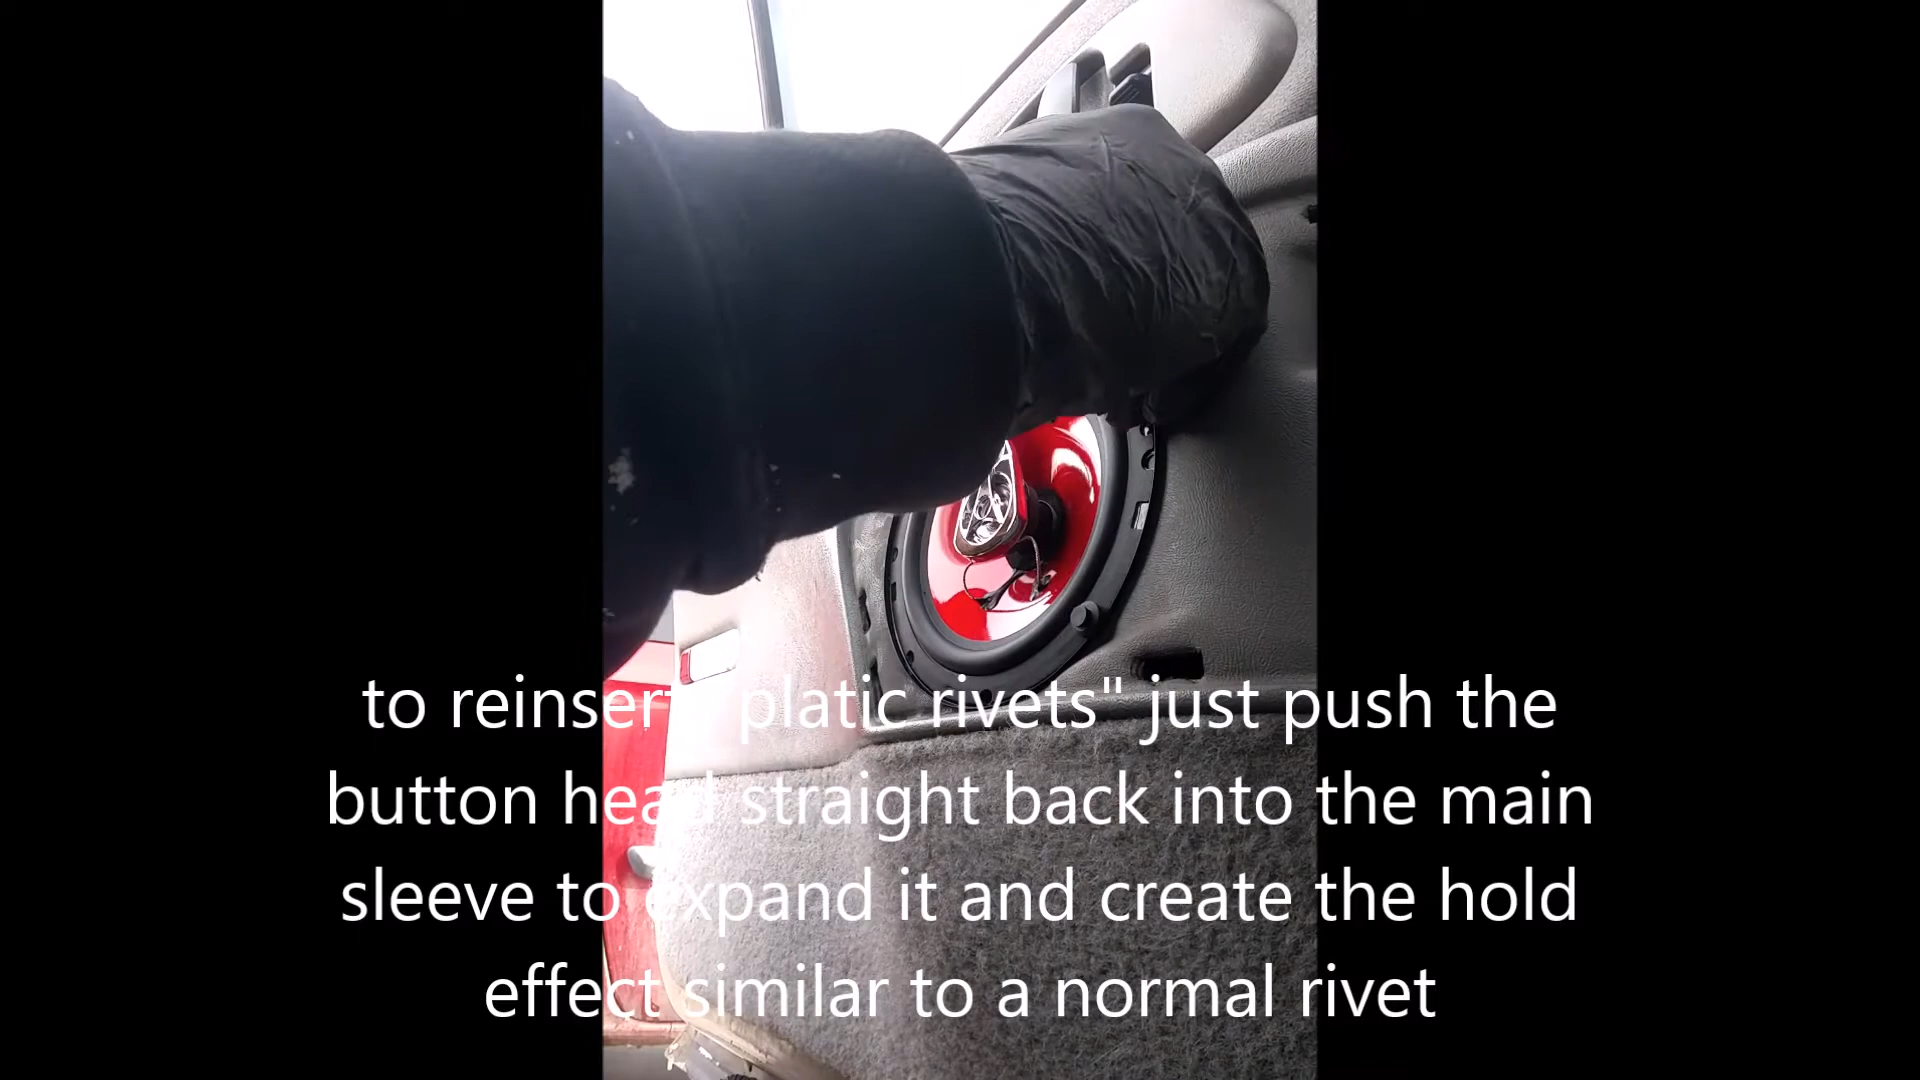 to reinsert "platic rivets" just push the
button head straight back into the main
sleeve to expand it and create the hold
effect similar to a normal rivet